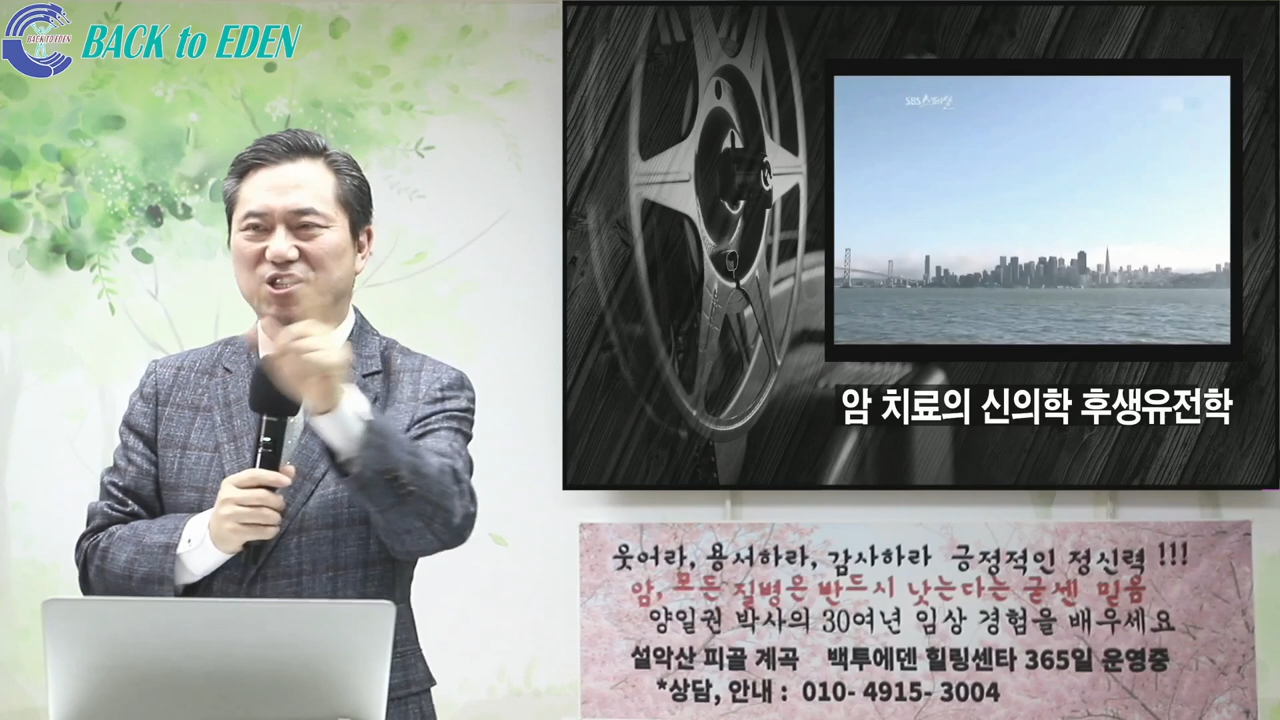 BACK to EDEN
BACK TO EDEN
SBS 스페셜
암 치료의 신의학 후생유전학
웃어라, 용서하라, 감사하라 긍정적인 정신력 !!!
암, 모든 질병은 반드시 낫는다는 굳센 믿음
양일권 박사의 30여년 임상 경험을 배우세요
설악산 피골 계곡 백투에덴 힐링센타 365일 운영중
*상담, 안내 : 010- 4915- 3004